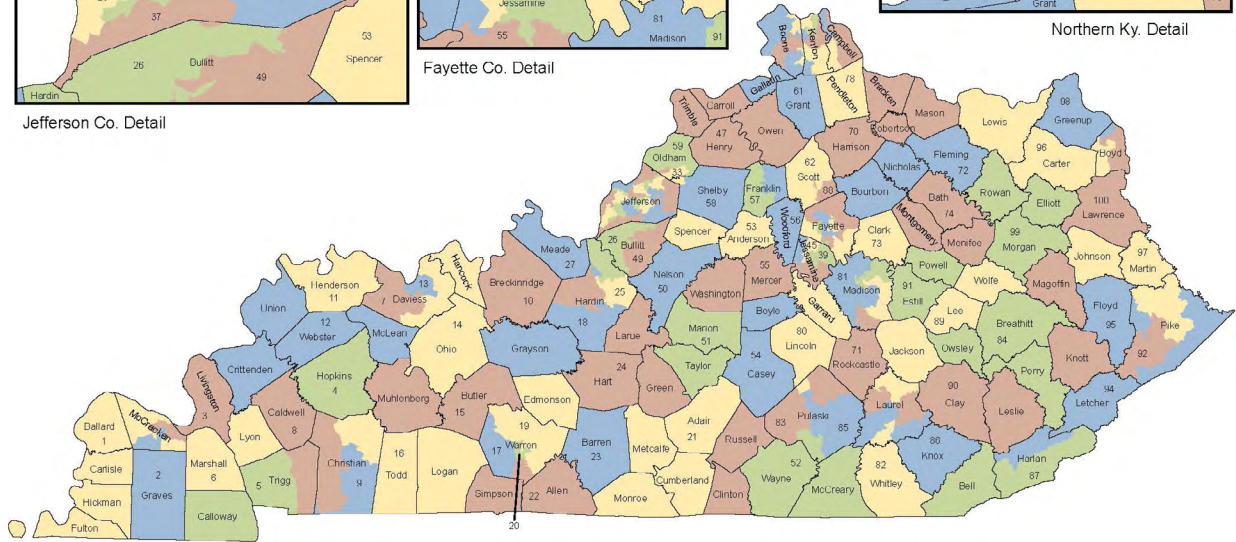 37
26
Bullitt
49
53
Spencer
Hardin
Jefferson Co. Detail
Jessamine
55
81
Madison
91
Fayette Co. Detail
Grant
Northern Ky. Detail
Boone
Kenton
Campbell
Gallatin
61
Grant
78
Pendleton
Bracken
Trimble
Carroll
Owen
Robertson
Mason
Lewis
98
Greenup
47
Henry
70
Harrison
59
Oldham
33
Nicholas
Fleming
72
96
Carter
Boyd
62
Scott
88
Jefferson
Shelby
58
Franklin
57
Woodford
56
Bourbon
Bath
74
Rowan
Elliott
100
Lawrence
Fayette
Montgomery
Menifee
99
Morgan
Spencer
53
Anderson
45
Jessamine
39
Clark
73
26
Bullitt
49
Meade
27
Nelson
50
Washington
55
Mercer
81
Madison
Powell
91
Estill
Wolfe
Johnson
97
Martin
Magoffin
Henderson
11
Hancock
13
7
Daviess
Breckinridge
10
Hardin
25
18
Garrard
Lee
89
Floyd
95
Pike
92
Union
12
Webster
McLean
14
Ohio
Grayson
Larue
Marion
51
Boyle
80
Lincoln
71
Rockcastle
Jackson
Owsley
Breathitt
84
Knott
Perry
94
Letcher
Crittenden
Livingston
3
Hopkins
4
Muhlenberg
Butler
15
Hart
24
Green
Taylor
54
Casey
Edmonson
90
Clay
Leslie
Laurel
Pulaski
85
83
Caldwell
8
McCracken
Ballard
1
Lyon
19
Warren
17
Barren
23
Metcalfe
Adair
21
Russell
86
Knox
Harlan
87
Carlisle
2
Graves
Marshall
6
5
Trigg
Christian
9
16
Todd
Logan
Simpson
22
Allen
Monroe
Cumberland
7
Clinton
52
Wayne
McCreary
82
Whitley
Bell
Hickman
Fulton
Calloway
20